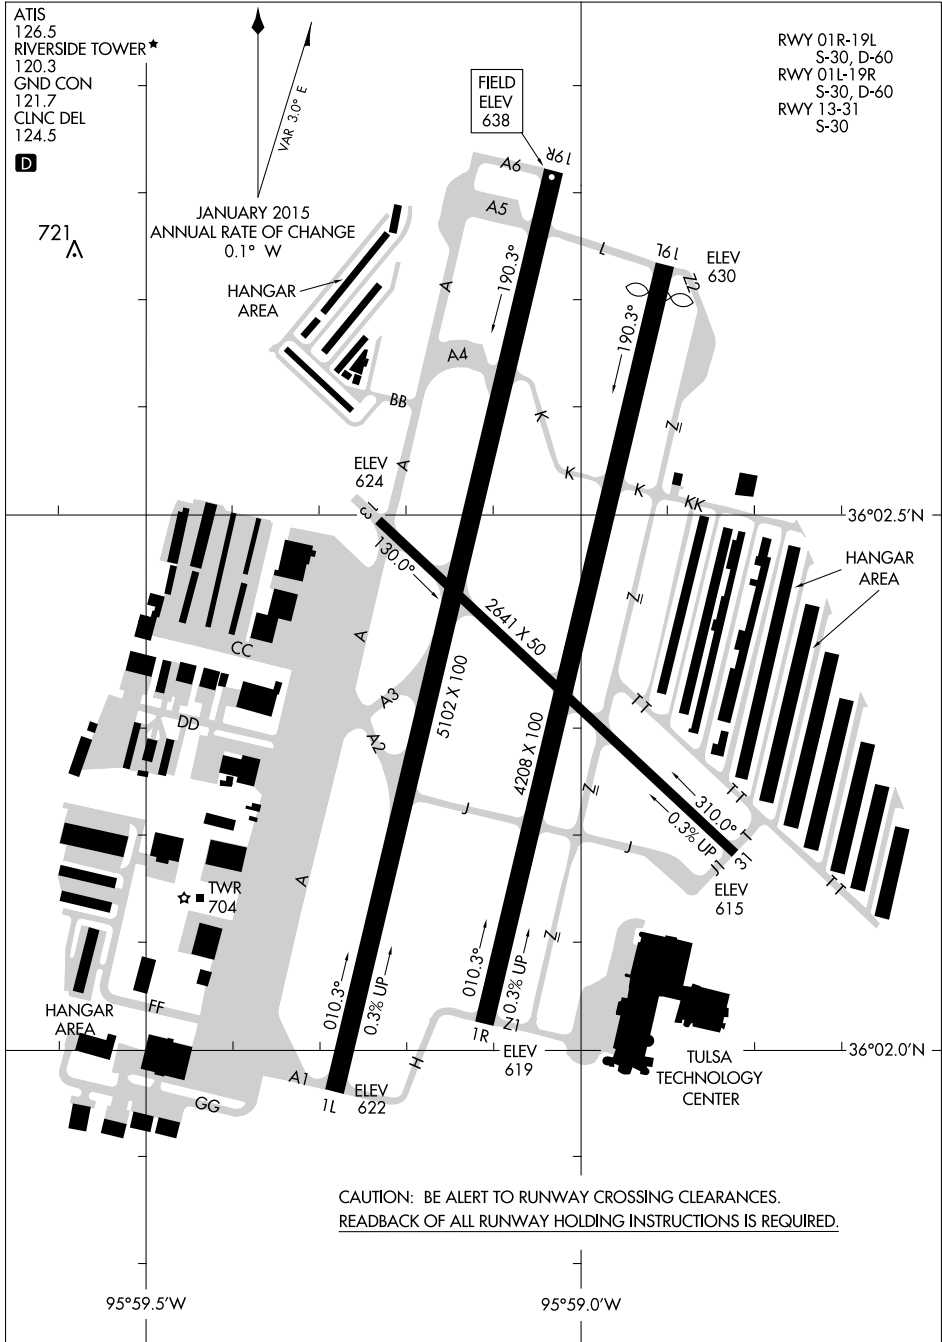 ATIS
126.5
RIVERSIDE TOWER★
120.3
GND CON
121.7
CLNC DEL
124.5
D
VAR 3.0° E
JANUARY 2015
ANNUAL RATE OF CHANGE
0.1° W
RWY 01R-19L
S-30, D-60
RWY 01L-19R
S-30, D-60
RWY 13-31
S-30
FIELD
ELEV
638
721
HANGAR
AREA
A6
19R
A5
L
19L
Z2
ELEV
630
190.3°
190.3°
A
A4
BB
K
K
K
KK
Z
A
ELEV
624
13
130.0°
36°02.5'N
HANGAR
AREA
2641 X 50
Z
A
CC
DD
A3
A2
5102 X 100
4208 X 100
TT
TT
TT
J
J
J1
T
Z
310.0°
0.3% UP
31
ELEV
615
A
TWR
704
010.3°
0.3% UP
010.3°
0.3% UP
Z
HANGAR
AREA
FF
GG
A1
1L
ELEV
622
H
1R
Z1
ELEV
619
TULSA
TECHNOLOGY
CENTER
36°02.0'N
CAUTION: BE ALERT TO RUNWAY CROSSING CLEARANCES.
READBACK OF ALL RUNWAY HOLDING INSTRUCTIONS IS REQUIRED.
95°59.5'W
95°59.0'W